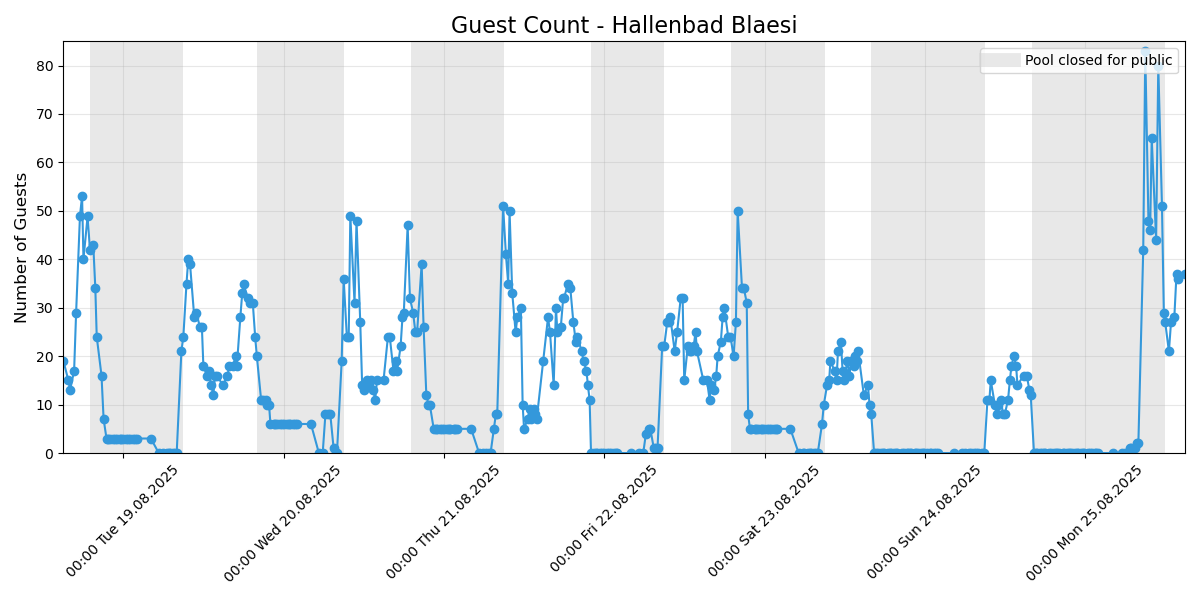 Guest Count - Hallenbad Blaesi
Pool closed for public
Number of Guests
80
70
60
50
40
30
20
10
0
00:00 Tue 19.08.2025
00:00 Wed 20.08.2025
00:00 Thu 21.08.2025
00:00 Fri 22.08.2025
00:00 Sat 23.08.2025
00:00 Sun 24.08.2025
00:00 Mon 25.08.2025